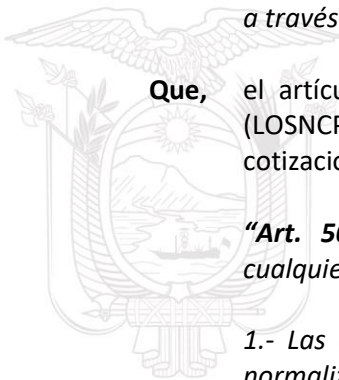 a través
Que, el artícu
(LOSNCP
cotizacio
"Art. 50
cualquie
1.- Las
normaliz